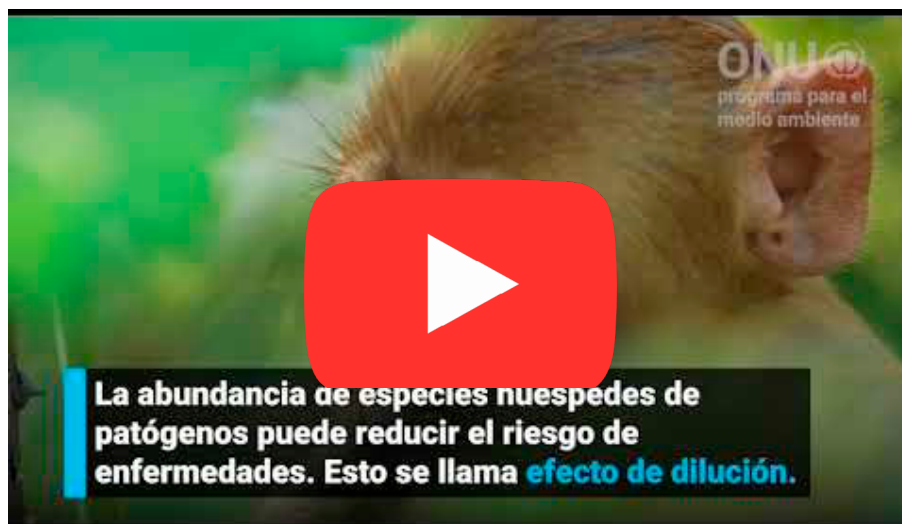 ONU
programa para el
medio ambiente
La abundancia de especies huéspedes de
patógenos puede reducir el riesgo de
enfermedades. Esto se llama efecto de dilución.